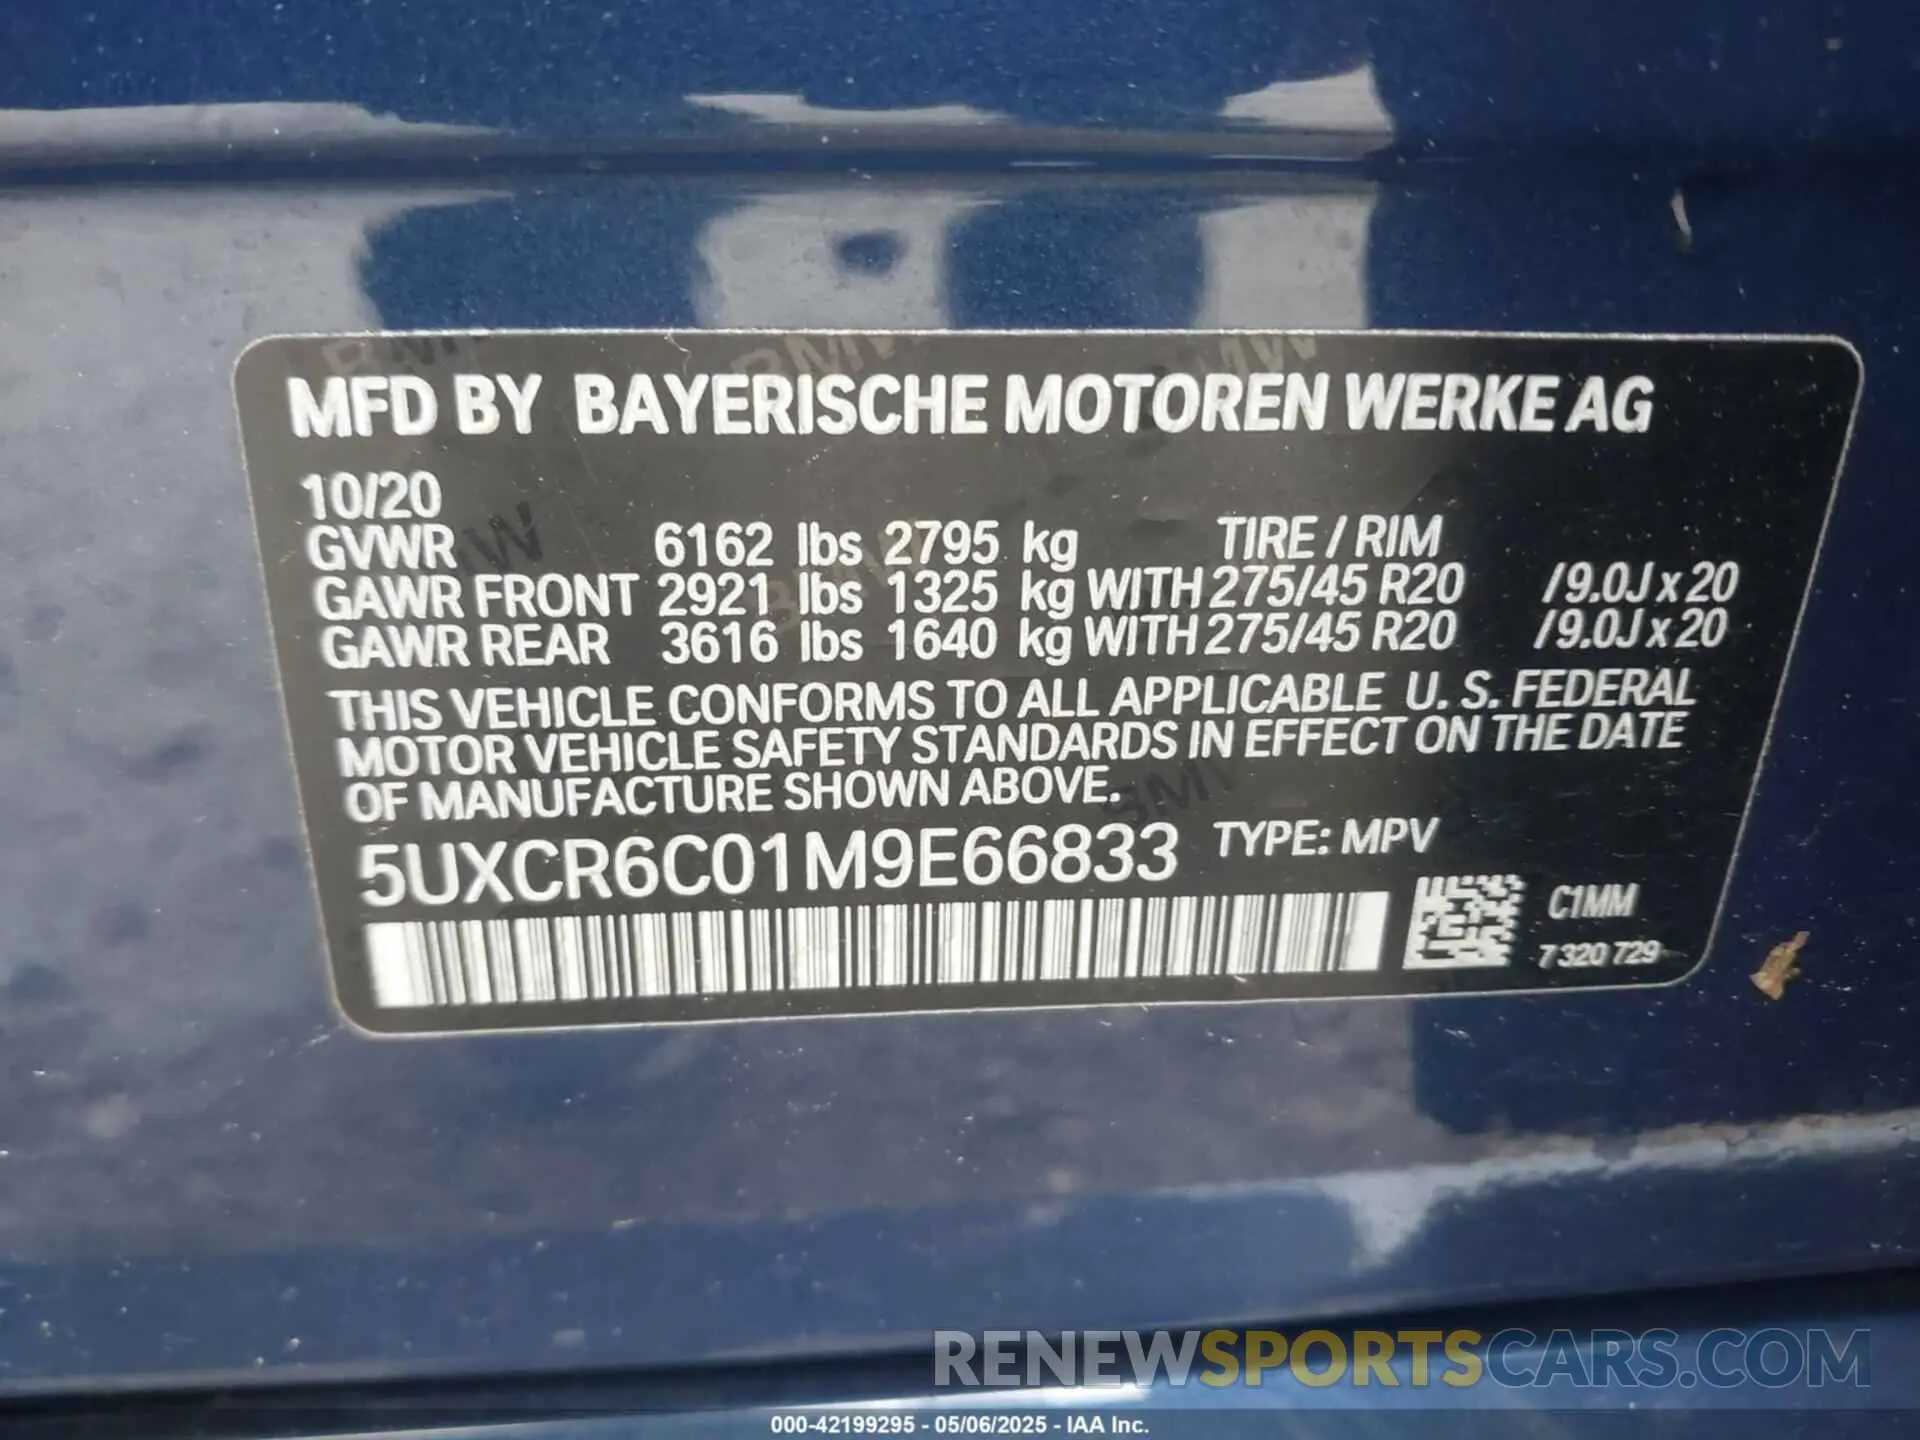 MFD BY BAYERISCHE MOTOREN WERKE AG
10/20
GVWR 6162 lbs 2795 kg TIRE / RIM
GAWR FRONT 2921 lbs 1325 kg WITH 275/45 R20 /9.0J x 20
GAWR REAR 3616 lbs 1640 kg WITH 275/45 R20 /9.0J x 20
THIS VEHICLE CONFORMS TO ALL APPLICABLE U. S. FEDERAL
MOTOR VEHICLE SAFETY STANDARDS IN EFFECT ON THE DATE
OF MANUFACTURE SHOWN ABOVE.
5UXCR6C01M9E66833 TYPE: MPV
C1MM
7 320 729
RENEWSPORTSCARS.COM
000-42199295 - 05/06/2025 - IAA Inc.